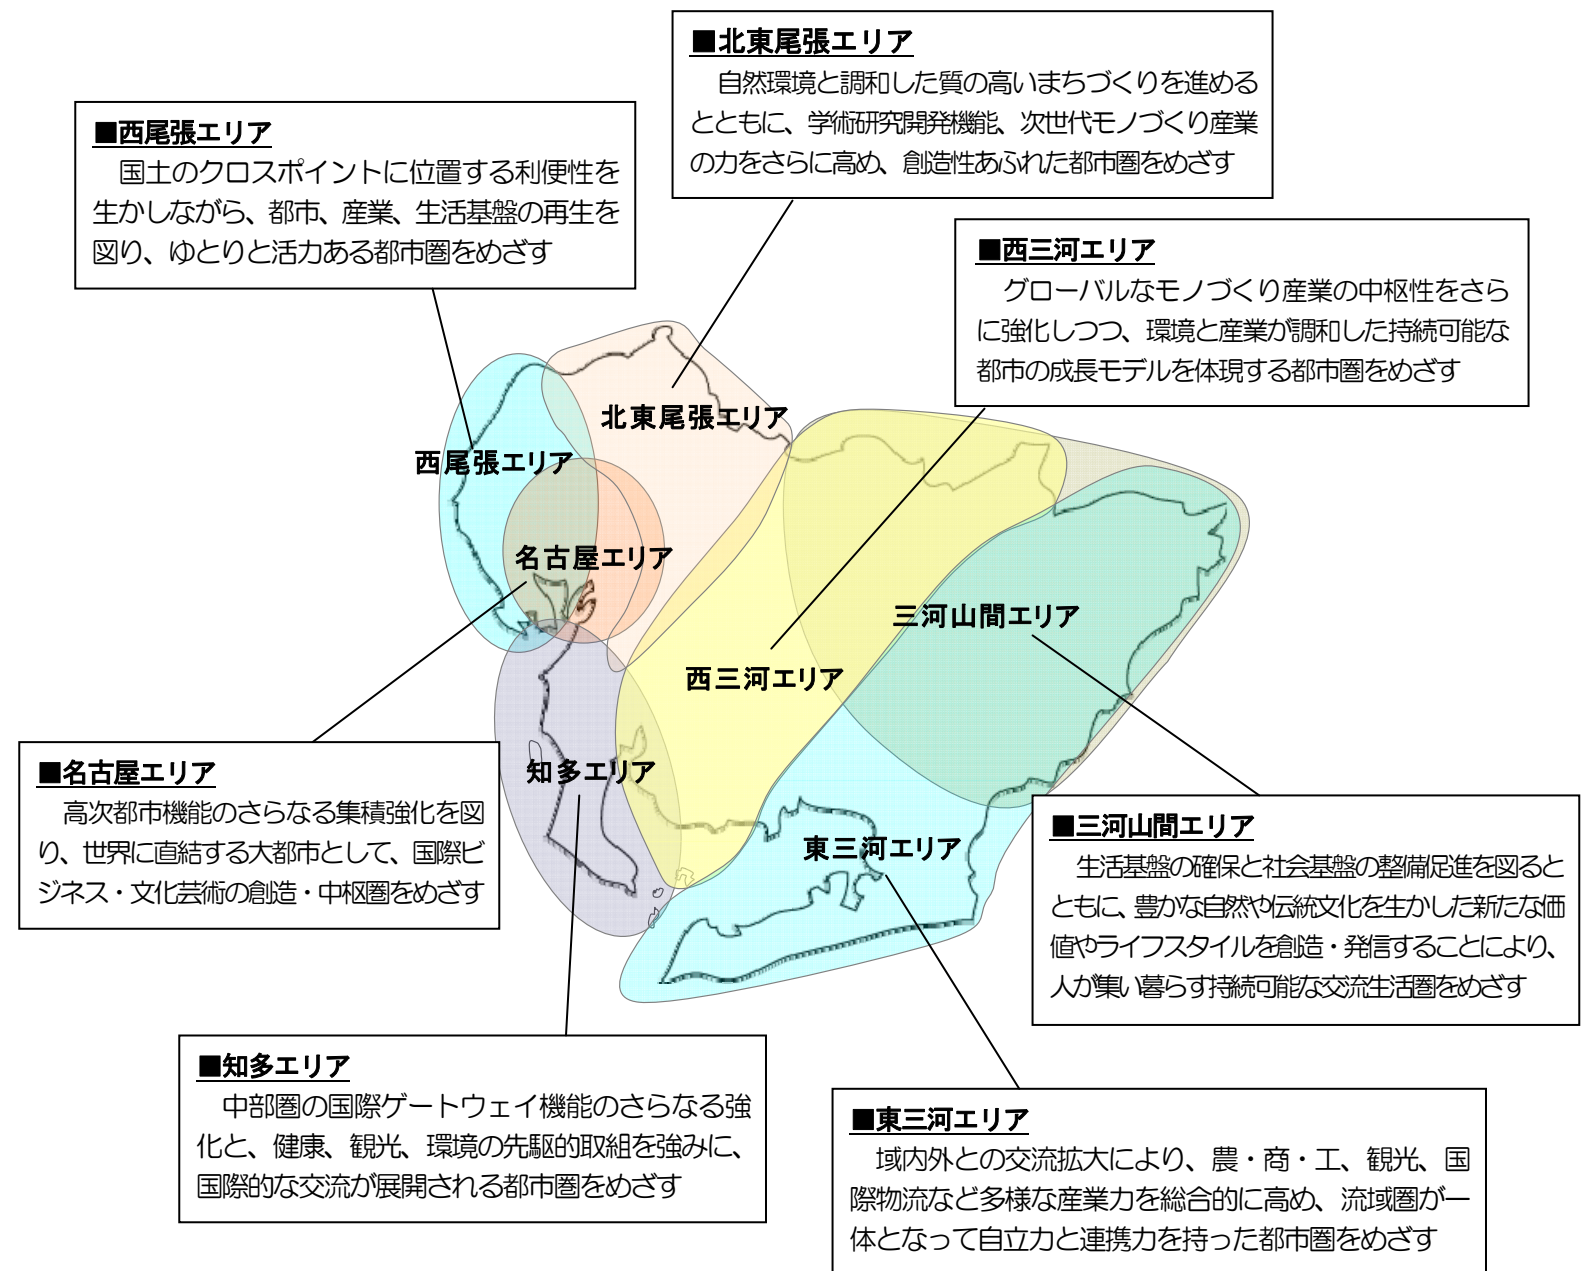 ■北東尾張エリア
自然環境と調和した質の高いまちづくりを進める
とともに、学術研究開発機能、次世代モノづくり産業
の力をさらに高め、創造性あふれた都市圏をめざす
■西尾張エリア
国土のクロスポイントに位置する利便性を
生かしながら、都市、産業、生活基盤の再生を
図り、ゆとりと活力ある都市圏をめざす
■西三河エリア
グローバルなモノづくり産業の中枢性をさら
に強化しつつ、環境と産業が調和した持続可能な
都市の成長モデルを体現する都市圏をめざす
北東尾張エリア
西尾張エリア
名古屋エリア
三河山間エリア
西三河エリア
知多エリア
東三河エリア
■名古屋エリア
高次都市機能のさらなる集積強化を図
り、世界に直結する大都市として、国際ビ
ジネス・文化芸術の創造・中枢圏をめざす
■三河山間エリア
生活基盤の確保と社会基盤の整備促進を図ると
ともに、豊かな自然や伝統文化を生かした新たな価
値やライフスタイルを創造・発信することにより、
人が集い暮らす持続可能な交流生活圏をめざす
■知多エリア
中部圏の国際ゲートウェイ機能のさらなる強
化と、健康、観光、環境の先駆的取組を強みに、
国際的な交流が展開される都市圏をめざす
■東三河エリア
域内外との交流拡大により、農・商・工、観光、国
際物流など多様な産業力を総合的に高め、流域圏が一
体となって自立力と連携力を持った都市圏をめざす